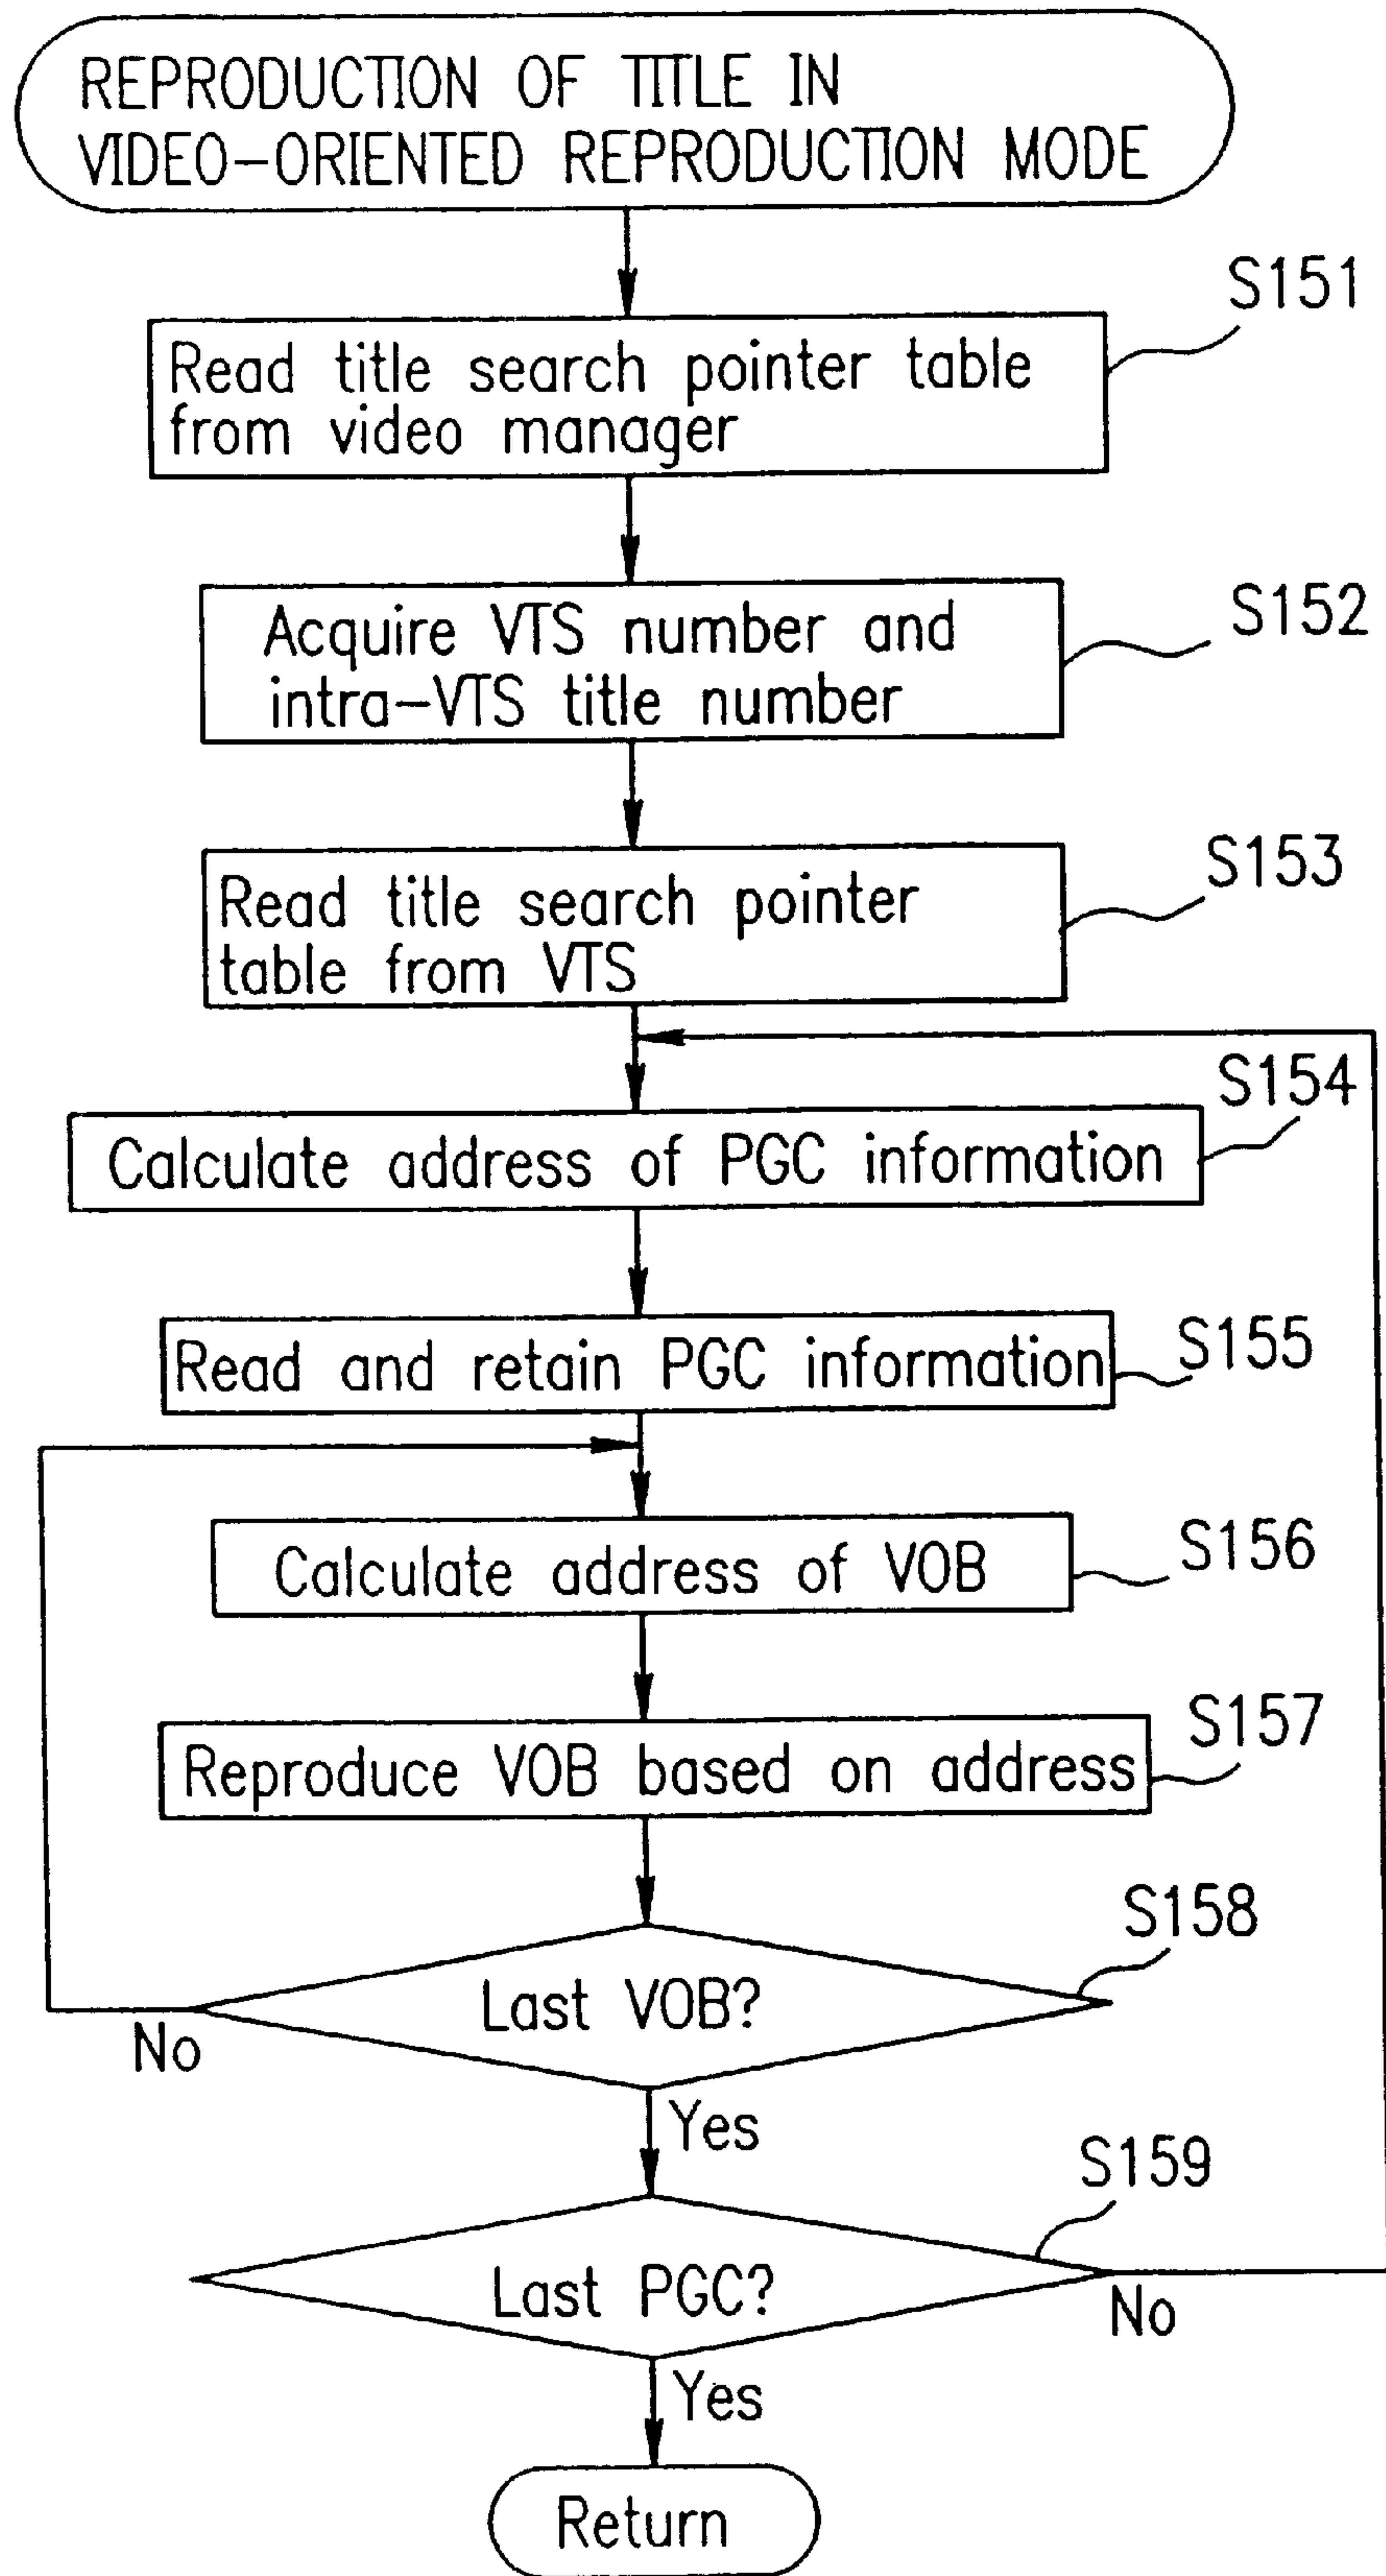 REPRODUCTION OF TITLE IN
VIDEO-ORIENTED REPRODUCTION MODE
S151
Read title search pointer table
from video manager
S152
Acquire VTS number and
intra-VTS title number
S153
Read title search pointer
table from VTS
S154
Calculate address of PGC information
S155
Read and retain PGC information
S156
Calculate address of VOB
S157
Reproduce VOB based on address
S158
Last VOB?
No
Yes
S159
Last PGC?
No
Yes
Return